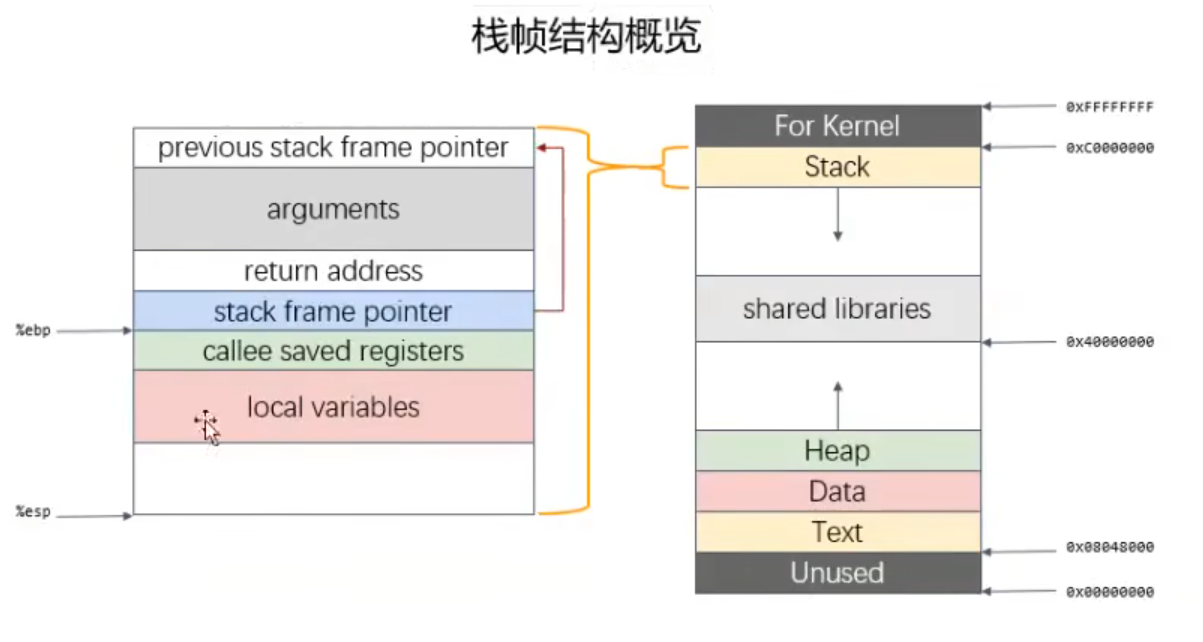 栈帧结构概览
previous stack frame pointer
arguments
return address
stack frame pointer
callee saved registers
local variables
%ebp
%esp
For Kernel
Stack
shared libraries
Heap
Data
Text
Unused
0xFFFFFFFF
0xC0000000
0x40000000
0x08048000
0x00000000